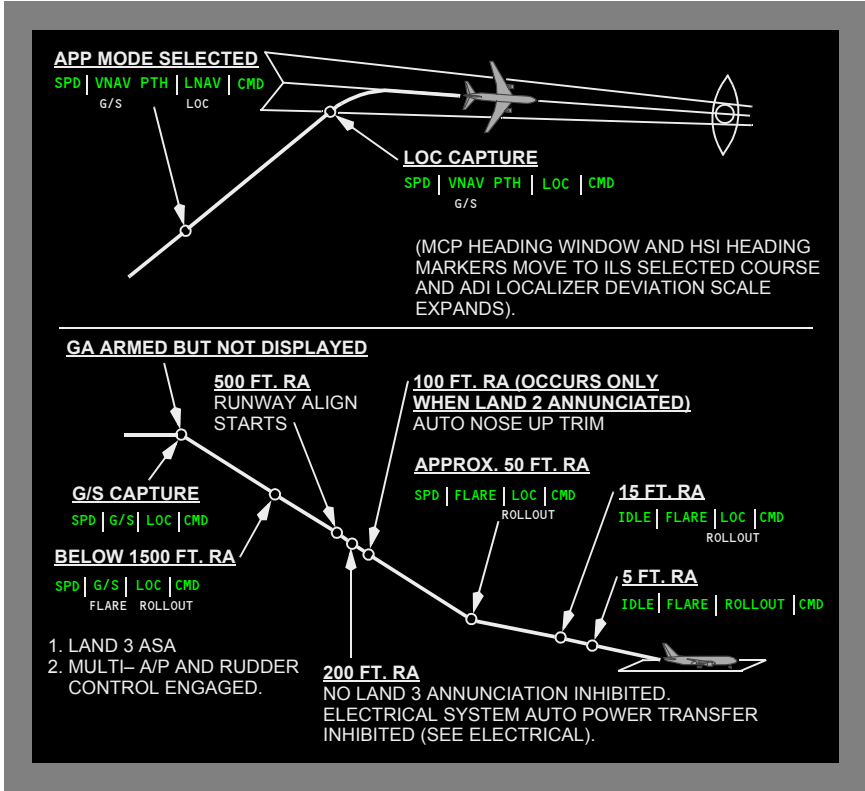 APP MODE SELECTED
SPD | VNAV PTH | LNAV | CMD
G/S LOC
LOC CAPTURE
SPD | VNAV PTH | LOC | CMD
G/S
(MCP HEADING WINDOW AND HSI HEADING
MARKERS MOVE TO ILS SELECTED COURSE
AND ADI LOCALIZER DEVIATION SCALE
EXPANDS).
GA ARMED BUT NOT DISPLAYED
500 FT. RA
RUNWAY ALIGN
STARTS
100 FT. RA (OCCURS ONLY
WHEN LAND 2 ANNUNCIATED)
AUTO NOSE UP TRIM
G/S CAPTURE
SPD | G/S | LOC | CMD
APPROX. 50 FT. RA
SPD | FLARE | LOC | CMD
ROLLOUT
15 FT. RA
IDLE | FLARE | LOC | CMD
ROLLOUT
BELOW 1500 FT. RA
SPD | G/S | LOC | CMD
FLARE ROLLOUT
5 FT. RA
IDLE | FLARE | ROLLOUT | CMD
1. LAND 3 ASA
2. MULTI– A/P AND RUDDER
CONTROL ENGAGED.
200 FT. RA
NO LAND 3 ANNUNCIATION INHIBITED.
ELECTRICAL SYSTEM AUTO POWER TRANSFER
INHIBITED (SEE ELECTRICAL).